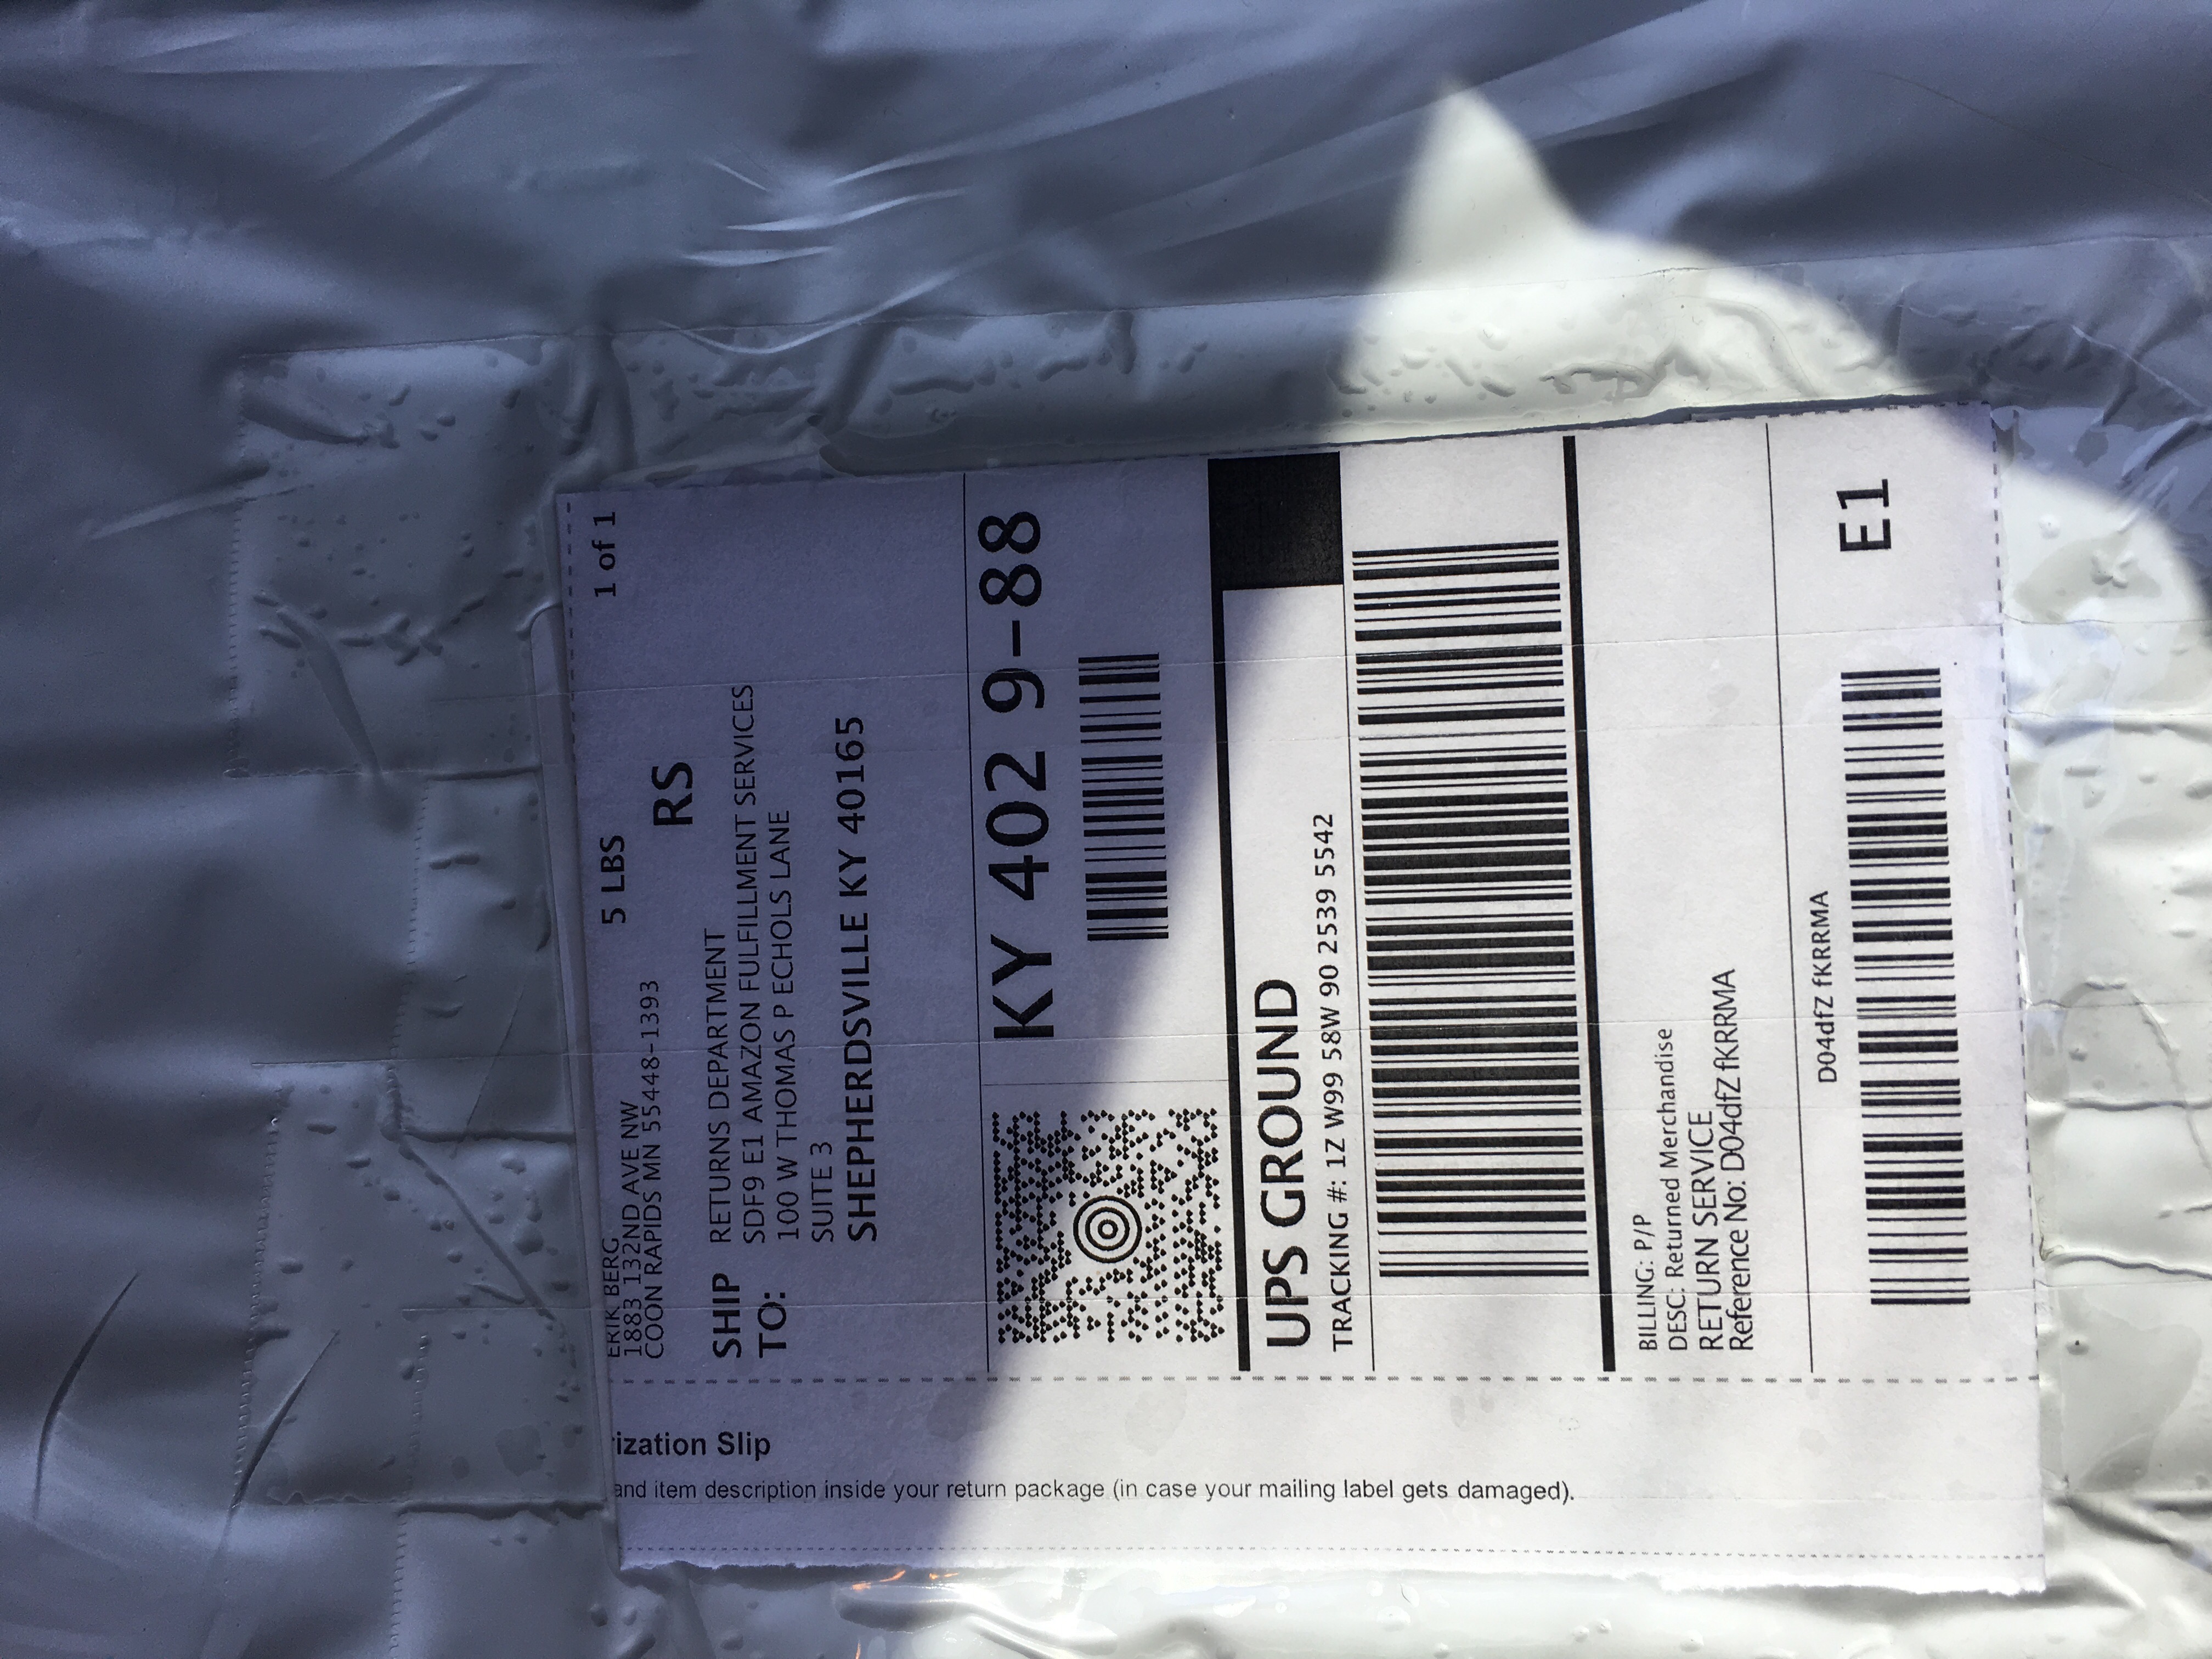 ERIK BERG
1883 132ND AVE NW
COON RAPIDS MN 55448-1393
5 LBS
1 of 1
RS
SHIP TO:
RETURNS DEPARTMENT
SDF9 E1 AMAZON FULFILLMENT SERVICES
100 W THOMAS P ECHOLS LANE
SUITE 3
SHEPHERDSVILLE KY 40165
KY 402 9-88
UPS GROUND
TRACKING #: 1Z W99 58W 90 2539 5542
BILLING: P/P
DESC: Returned Merchandise
RETURN SERVICE
Reference No: D04dfZ fKRRMA
D04dfZ fKRRMA
E1
ization Slip
and item description inside your return package (in case your mailing label gets damaged).